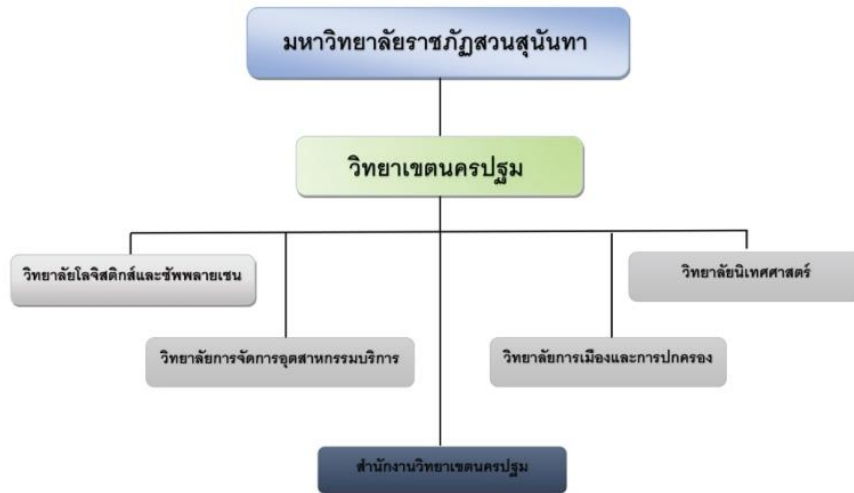 มหาวิทยาลัยราชภัฏสวนสุนันทา
วิทยาเขตนครปฐม
วิทยาลัยโลจิสติกส์และซัพพลายเชน
วิทยาลัยนิเทศศาสตร์
วิทยาลัยการจัดการอุตสาหกรรมบริการ
วิทยาลัยการเมืองและการปกครอง
สำนักงานวิทยาเขตนครปฐม